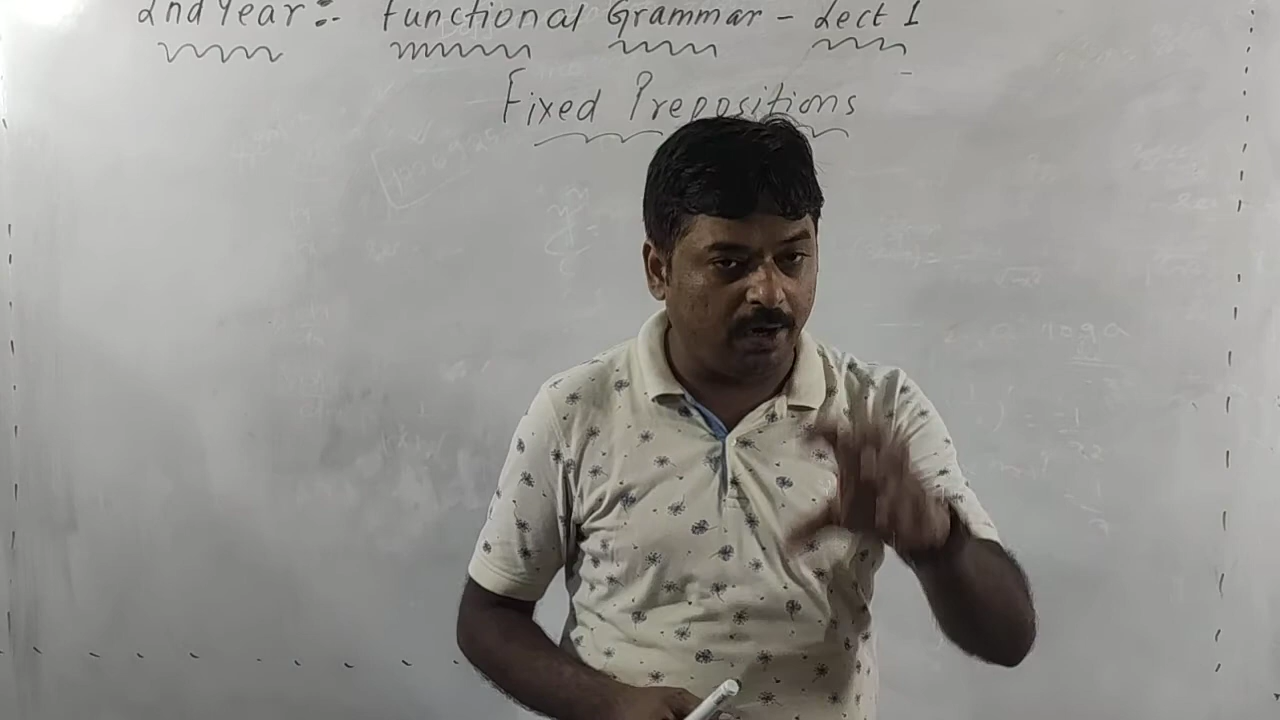 2nd Year :- Functional Grammar - Lect 1
Fixed Prepositions